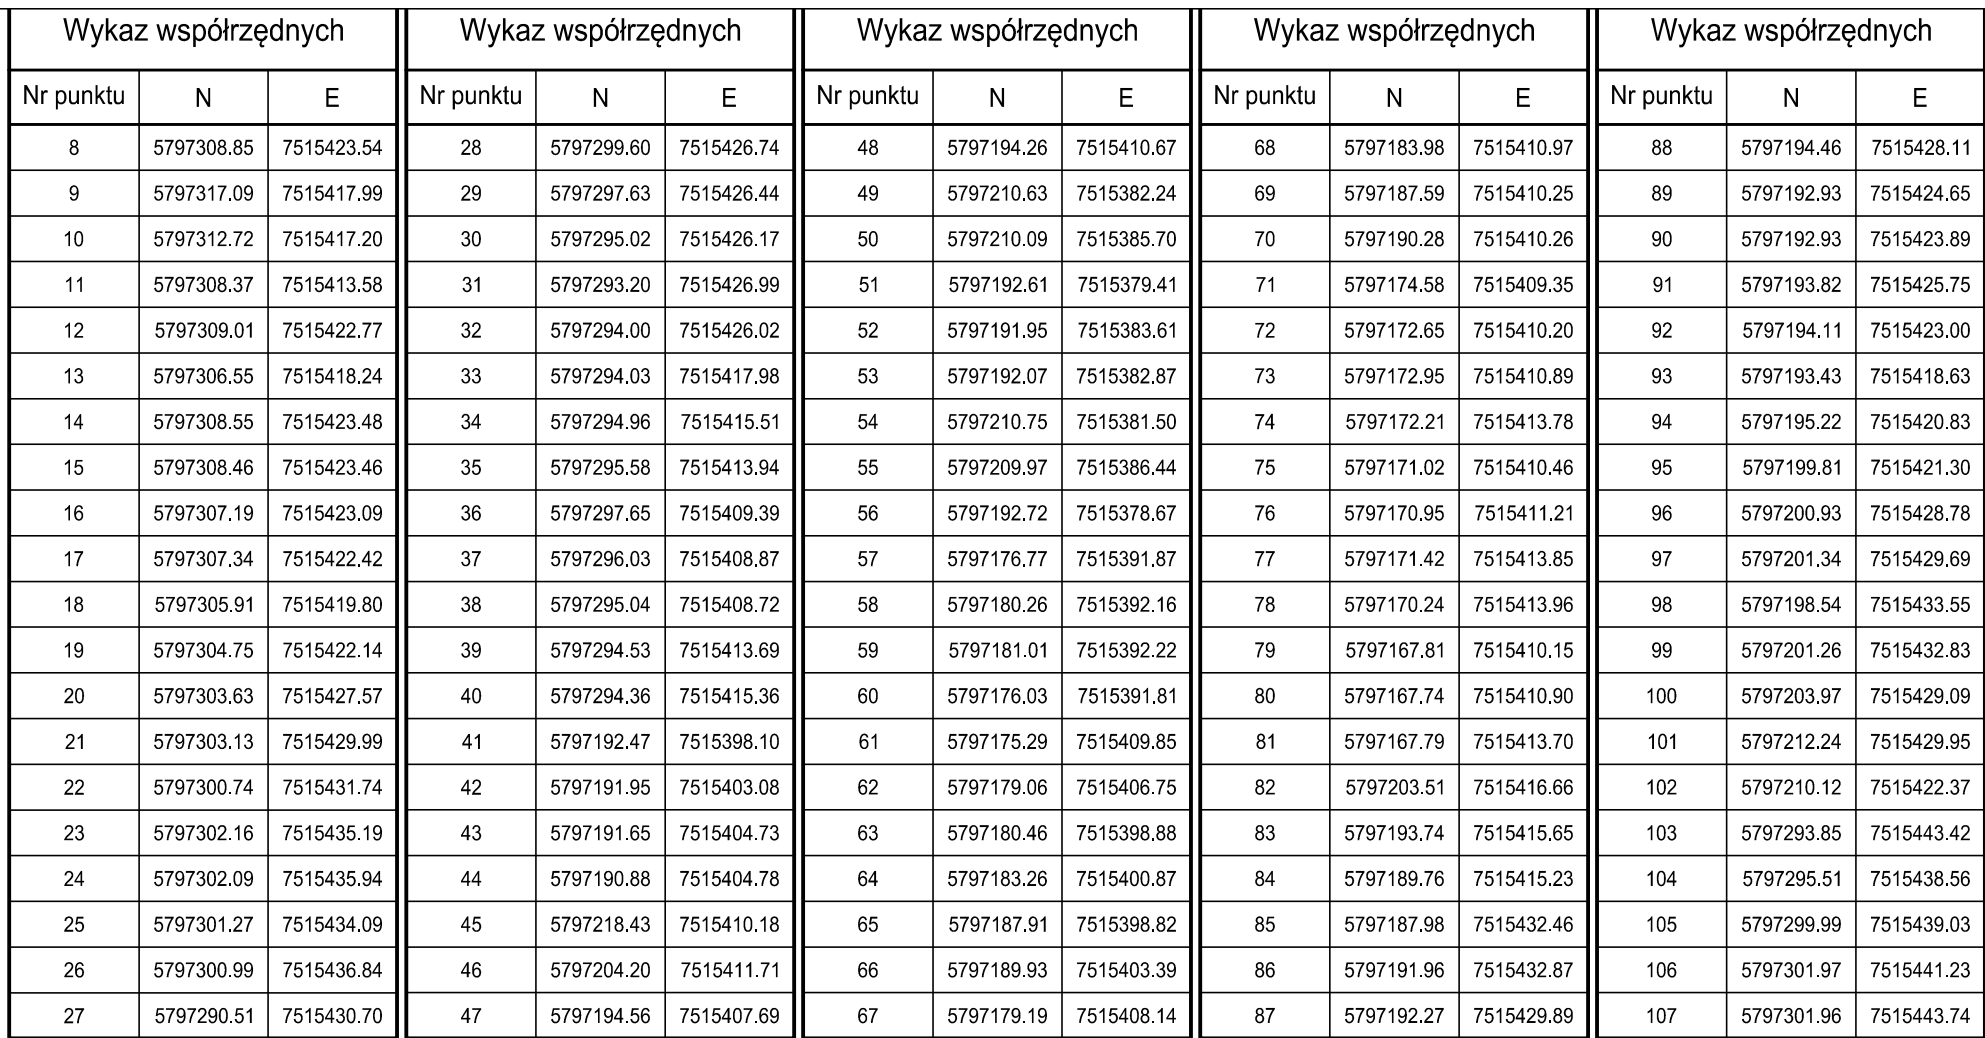 Wykaz współrzędnych Wykaz współrzędnych Wykaz współrzędnych Wykaz współrzędnych Wykaz współrzędnych
Nr punktu N E Nr punktu N E Nr punktu N E Nr punktu N E Nr punktu N E
8 5797308.85 7515423.54 28 5797299.60 7515426.74 48 5797194.26 7515410.67 68 5797183.98 7515410.97 88 5797194.46 7515428.11
9 5797317.09 7515417.99 29 5797297.63 7515426.44 49 5797210.63 7515382.24 69 5797187.59 7515410.25 89 5797192.93 7515424.65
10 5797312.72 7515417.20 30 5797295.02 7515426.17 50 5797210.09 7515385.70 70 5797190.28 7515410.26 90 5797192.93 7515423.89
11 5797308.37 7515413.58 31 5797293.20 7515426.99 51 5797192.61 7515379.41 71 5797174.58 7515409.35 91 5797193.82 7515425.75
12 5797309.01 7515422.77 32 5797294.00 7515426.02 52 5797191.95 7515383.61 72 5797172.65 7515410.20 92 5797194.11 7515423.00
13 5797306.55 7515418.24 33 5797294.03 7515417.98 53 5797192.07 7515382.87 73 5797172.95 7515410.89 93 5797193.43 7515418.63
14 5797308.55 7515423.48 34 5797294.96 7515415.51 54 5797210.75 7515381.50 74 5797172.21 7515413.78 94 5797195.22 7515420.83
15 5797308.46 7515423.46 35 5797295.58 7515413.94 55 5797209.97 7515386.44 75 5797171.02 7515410.46 95 5797199.81 7515421.30
16 5797307.19 7515423.09 36 5797297.65 7515409.39 56 5797192.72 7515378.67 76 5797170.95 7515411.21 96 5797200.93 7515428.78
17 5797307.34 7515422.42 37 5797296.03 7515408.87 57 5797176.77 7515391.87 77 5797171.42 7515413.85 97 5797201.34 7515429.69
18 5797305.91 7515419.80 38 5797295.04 7515408.72 58 5797180.26 7515392.16 78 5797170.24 7515413.96 98 5797198.54 7515433.55
19 5797304.75 7515422.14 39 5797294.53 7515413.69 59 5797181.01 7515392.22 79 5797167.81 7515410.15 99 5797201.26 7515432.83
20 5797303.63 7515427.57 40 5797294.36 7515415.36 60 5797176.03 7515391.81 80 5797167.74 7515410.90 100 5797203.97 7515429.09
21 5797303.13 7515429.99 41 5797192.47 7515398.10 61 5797175.29 7515409.85 81 5797167.79 7515413.70 101 5797212.24 7515429.95
22 5797300.74 7515431.74 42 5797191.95 7515403.08 62 5797179.06 7515406.75 82 5797203.51 7515416.66 102 5797210.12 7515422.37
23 5797302.16 7515435.19 43 5797191.65 7515404.73 63 5797180.46 7515398.88 83 5797193.74 7515415.65 103 5797293.85 7515443.42
24 5797302.09 7515435.94 44 5797190.88 7515404.78 64 5797183.26 7515400.87 84 5797189.76 7515415.23 104 5797295.51 7515438.56
25 5797301.27 7515434.09 45 5797218.43 7515410.18 65 5797187.91 7515398.82 85 5797187.98 7515432.46 105 5797299.99 7515439.03
26 5797300.99 7515436.84 46 5797204.20 7515411.71 66 5797189.93 7515403.39 86 5797191.96 7515432.87 106 5797301.97 7515441.23
27 5797290.51 7515430.70 47 5797194.56 7515407.69 67 5797179.19 7515408.14 87 5797192.27 7515429.89 107 5797301.96 7515443.74